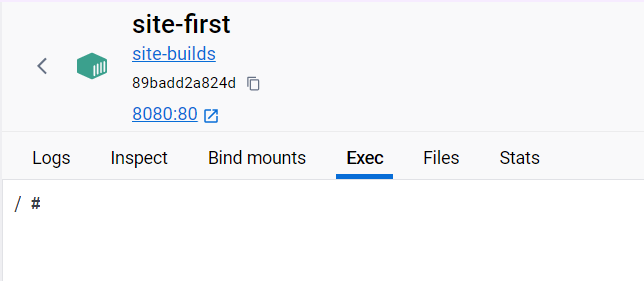 site-first
site-builds
89badd2a824d
8080:80
Logs Inspect Bind mounts Exec Files Stats
/ #